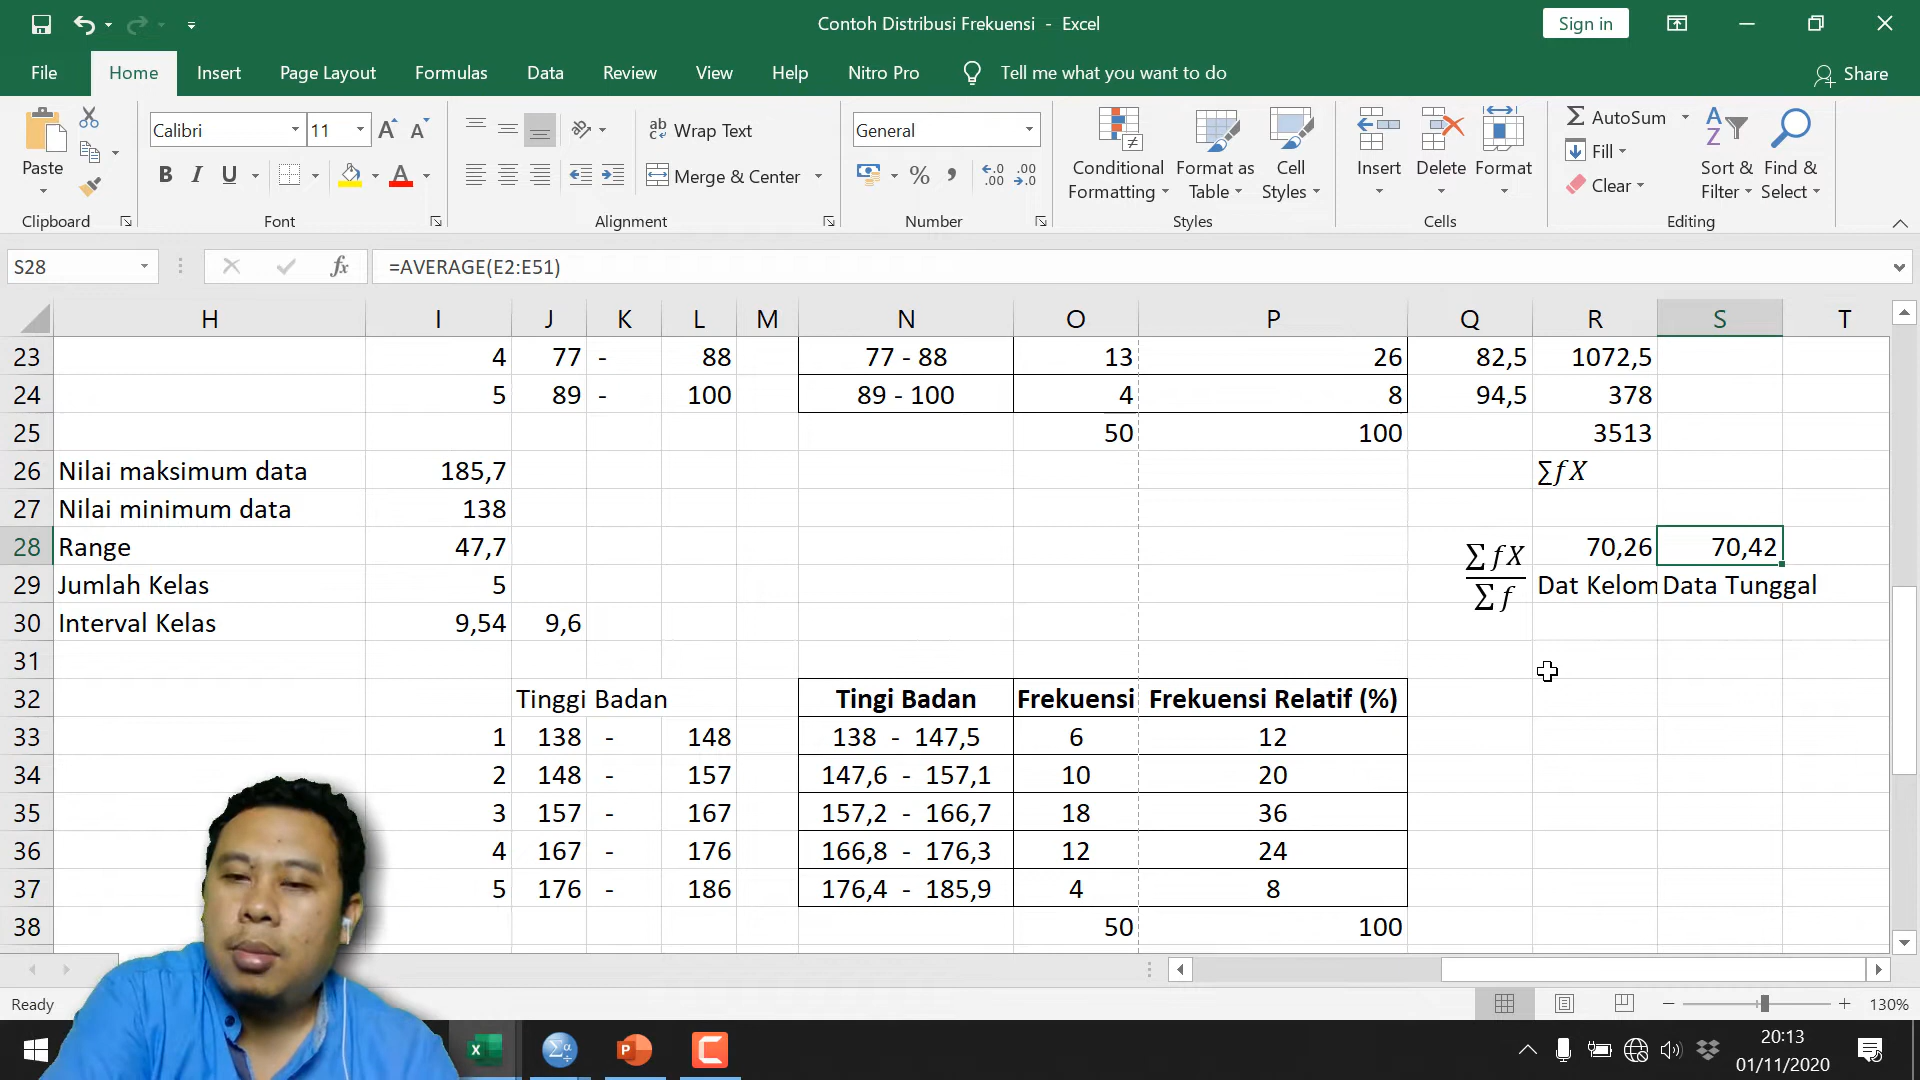 Contoh Distribusi Frekuensi - Excel
Sign in
File Home Insert Page Layout Formulas Data Review View Help Nitro Pro Tell me what you want to do Share
Paste
Clipboard
Calibri 11
B I U
Font
ab Wrap Text
Merge & Center
Alignment
General
% ,
Number
Conditional Formatting
Format as Table
Cell Styles
Styles
Insert Delete Format
Cells
AutoSum
Fill
Clear
Sort & Filter
Find & Select
Editing
S28 fx =AVERAGE(E2:E51)
H I J K L M N O P Q R S T
23 4 77 - 88 77 - 88 13 26 82,5 1072,5
24 5 89 - 100 89 - 100 4 8 94,5 378
25 50 100 3513
26 Nilai maksimum data 185,7 ∑fX
27 Nilai minimum data 138
28 Range 47,7 ∑ fX 70,26 70,42
29 Jumlah Kelas 5 ∑ f Dat Kelom Data Tunggal
30 Interval Kelas 9,54 9,6
31
32 Tinggi Badan Tingi Badan Frekuensi Frekuensi Relatif (%)
33 1 138 - 148 138 - 147,5 6 12
34 2 148 - 157 147,6 - 157,1 10 20
35 3 157 - 167 157,2 - 166,7 18 36
36 4 167 - 176 166,8 - 176,3 12 24
37 5 176 - 186 176,4 - 185,9 4 8
38 50 100
Ready 130%
20:13
01/11/2020